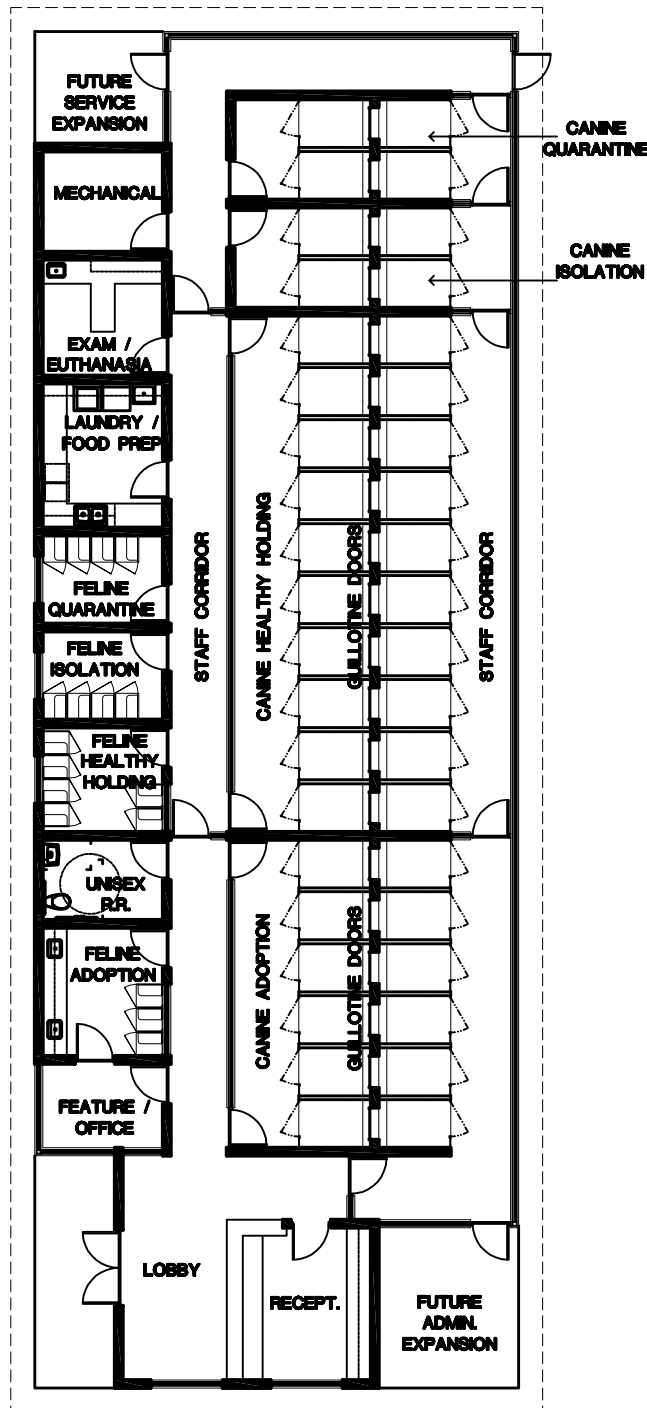 FUTURE
SERVICE
EXPANSION
CANINE
QUARANTINE
MECHANICAL
CANINE
ISOLATION
EXAM /
EUTHANASIA
LAUNDRY /
FOOD PREP
FELINE
QUARANTINE
FELINE
ISOLATION
FELINE
HEALTHY
HOLDING
STAFF CORRIDOR
CANINE HEALTHY HOLDING
GUILLOTINE DOORS
STAFF CORRIDOR
UNISEX
R.R.
FELINE
ADOPTION
CANINE ADOPTION
GUILLOTINE DOORS
FEATURE /
OFFICE
LOBBY
RECEPT.
FUTURE
ADMIN.
EXPANSION